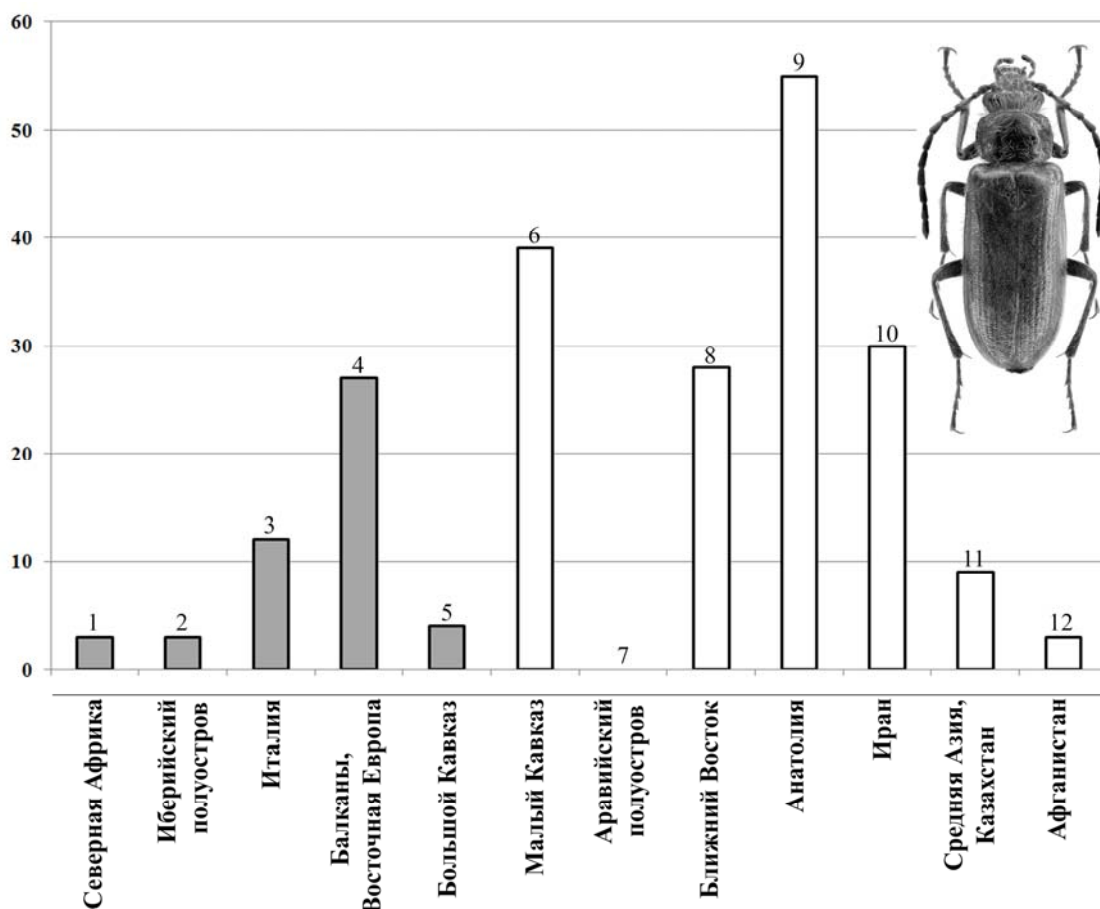 60
50
40
30
20
10
0
1
2
3
4
5
6
7
8
9
10
11
12
Северная Африка
Иберийский
полуостров
Италия
Балканы,
Восточная Европа
Большой Кавказ
Малый Кавказ
Аравийский
полуостров
Ближний Восток
Анатолия
Иран
Средняя Азия,
Казахстан
Афганистан